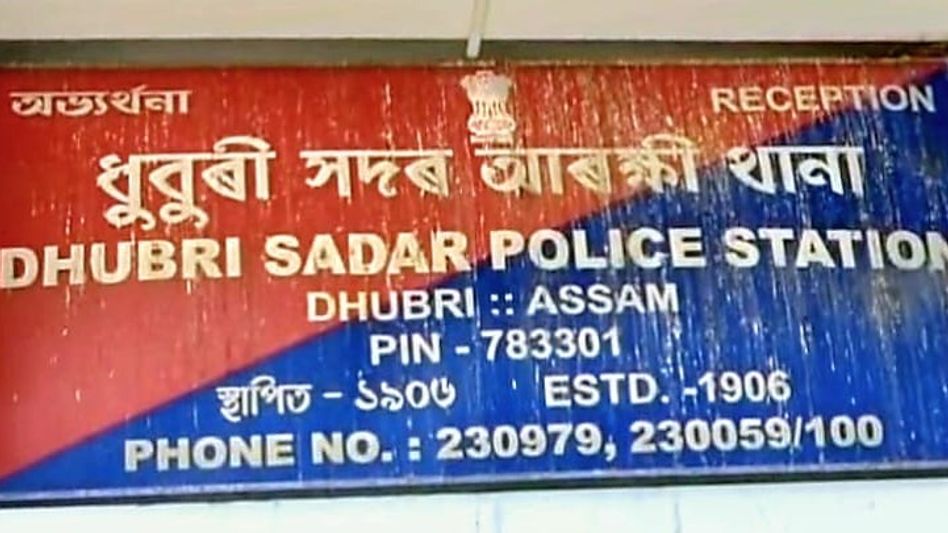 অভ্যৰ্থনা RECEPTION
ধুবুৰী সদৰ আৰক্ষী থানা
DHUBRI SADAR POLICE STATION
DHUBRI :: ASSAM
PIN - 783301
স্থাপিত - ১৯০৬ ESTD. -1906
PHONE NO. : 230979, 230059/100